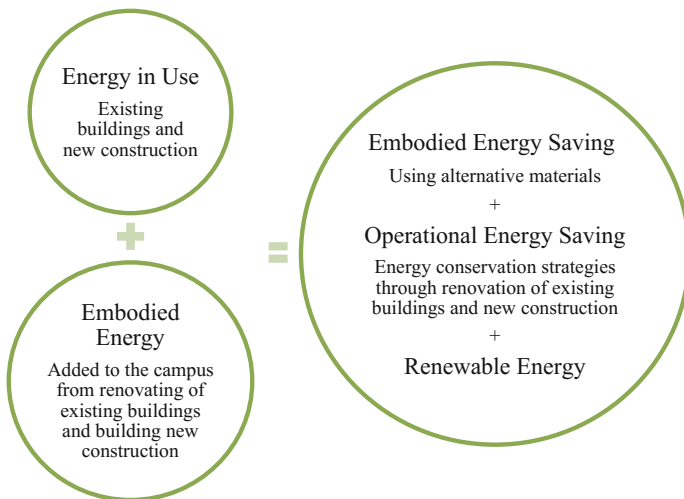 Energy in Use
Existing
buildings and
new construction
+
Embodied
Energy
Added to the campus
from renovating of
existing buildings
and building new
construction
=
Embodied Energy Saving
Using alternative materials
+
Operational Energy Saving
Energy conservation strategies
through renovation of existing
buildings and new construction
+
Renewable Energy